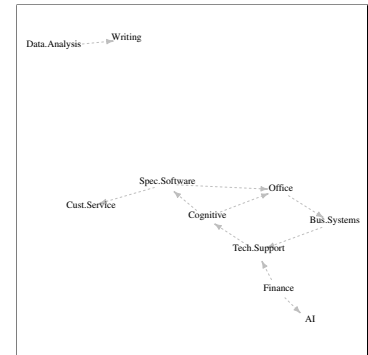 Writing
Data.Analysis
Spec.Software
Office
Cust.Service
Cognitive
Bus.Systems
Tech.Support
Finance
AI